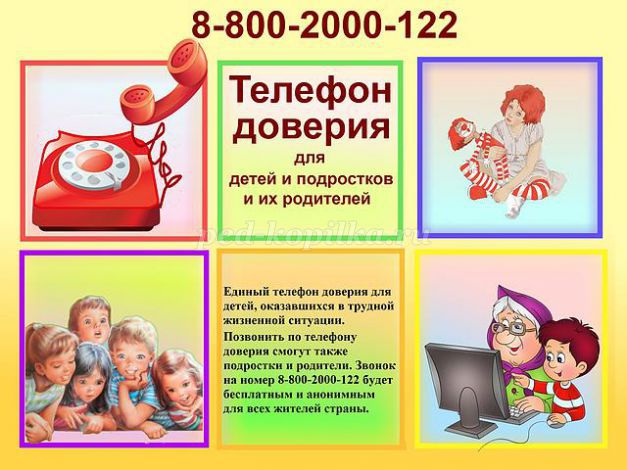 8-800-2000-122
Телефон
доверия
для
детей и подростков
и их родителей
ped-kopilka.ru
Единый телефон доверия для
детей, оказавшихся в трудной
жизненной ситуации.
Позвонить по телефону
доверия смогут также
подростки и родители. Звонок
на номер 8-800-2000-122 будет
бесплатным и анонимным
для всех жителей страны.